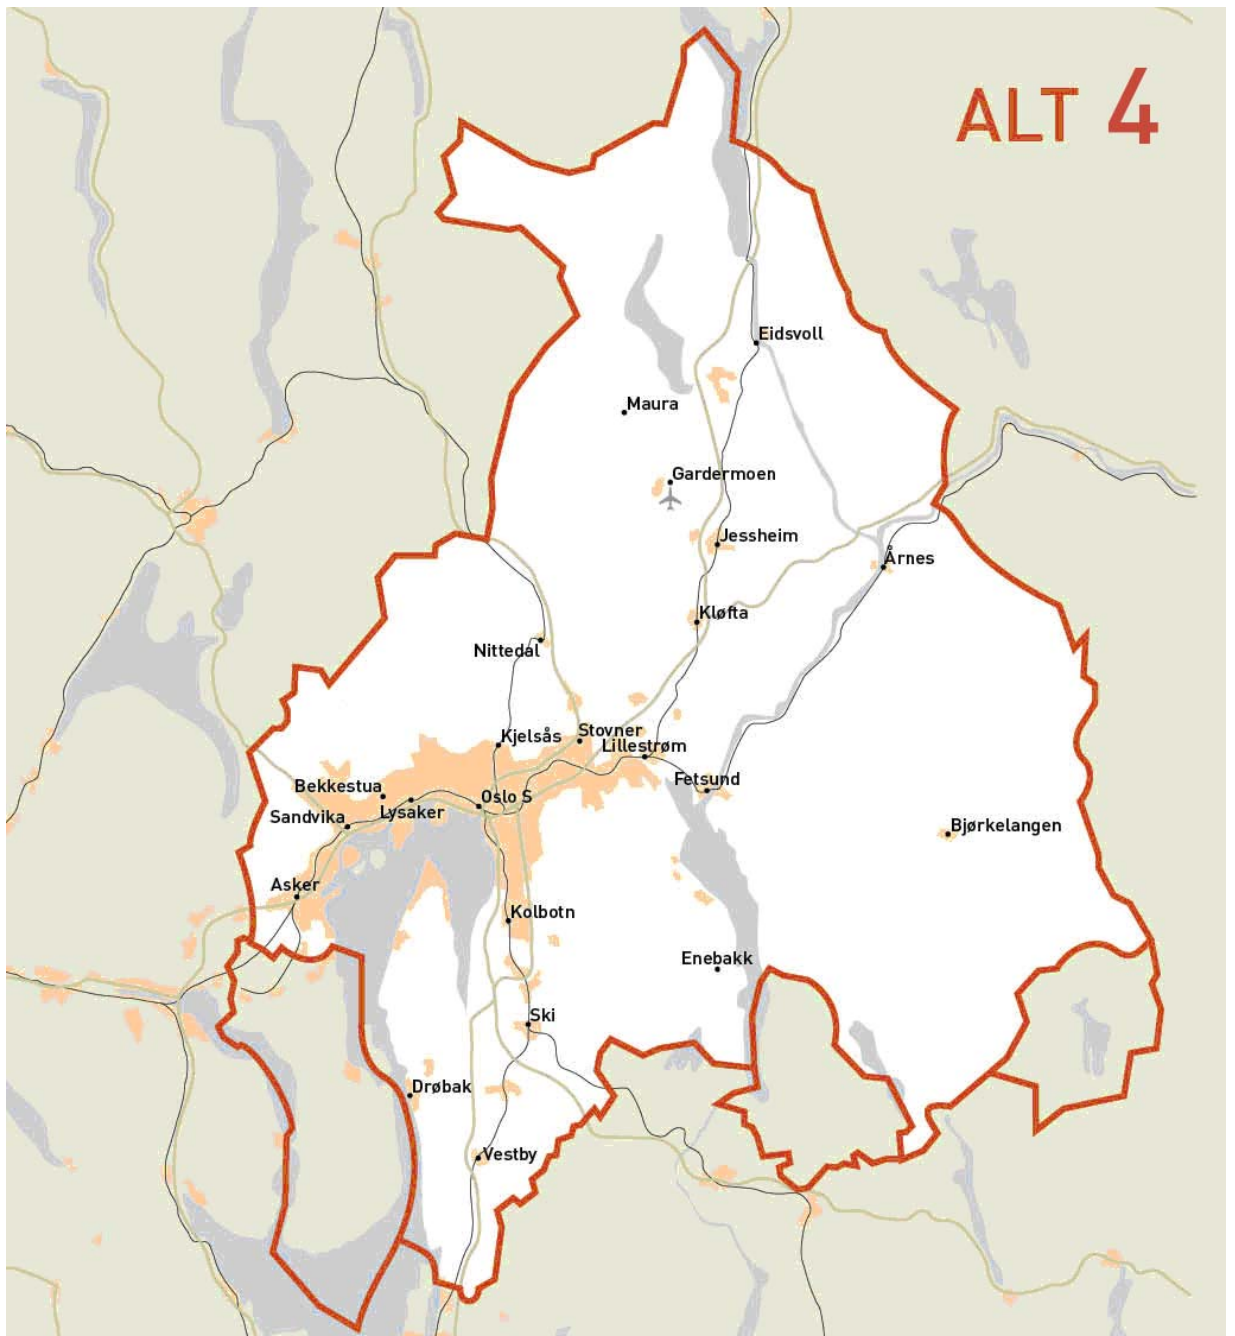 ALT 4
Eidsvoll
Maura
Gardermoen
Jessheim
Årnes
Kløfta
Nittedal
Kjelsås
Stovner
Lillestrøm
Bekkestua
Fetsund
Oslo S
Lysaker
Sandvika
Bjørkelangen
Asker
Kolbotn
Enebakk
Ski
Drøbak
Vestby